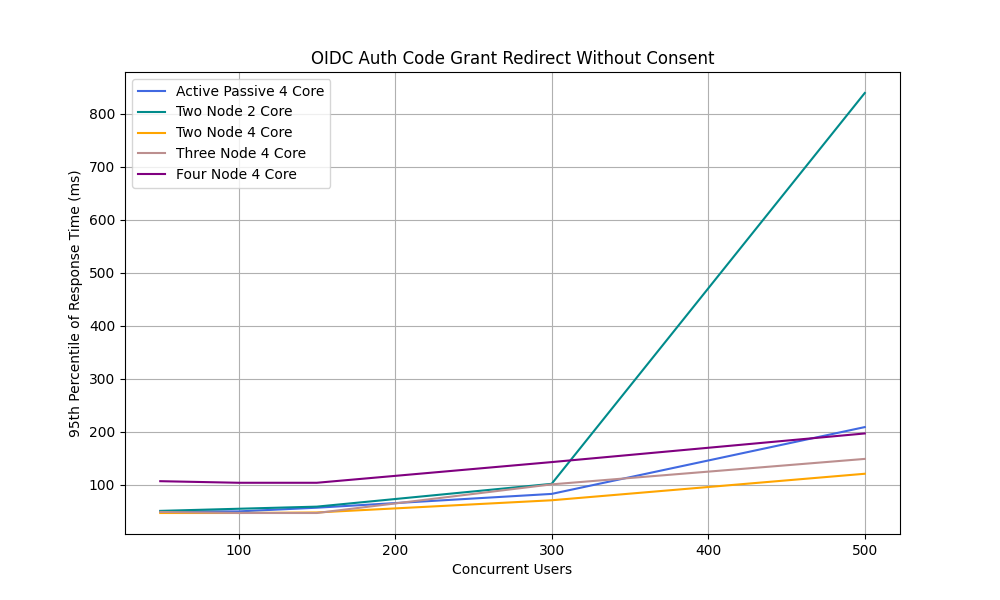 OIDC Auth Code Grant Redirect Without Consent
Active Passive 4 Core
Two Node 2 Core
Two Node 4 Core
Three Node 4 Core
Four Node 4 Core
95th Percentile of Response Time (ms)
800
700
600
500
400
300
200
100
100
200
300
400
500
Concurrent Users